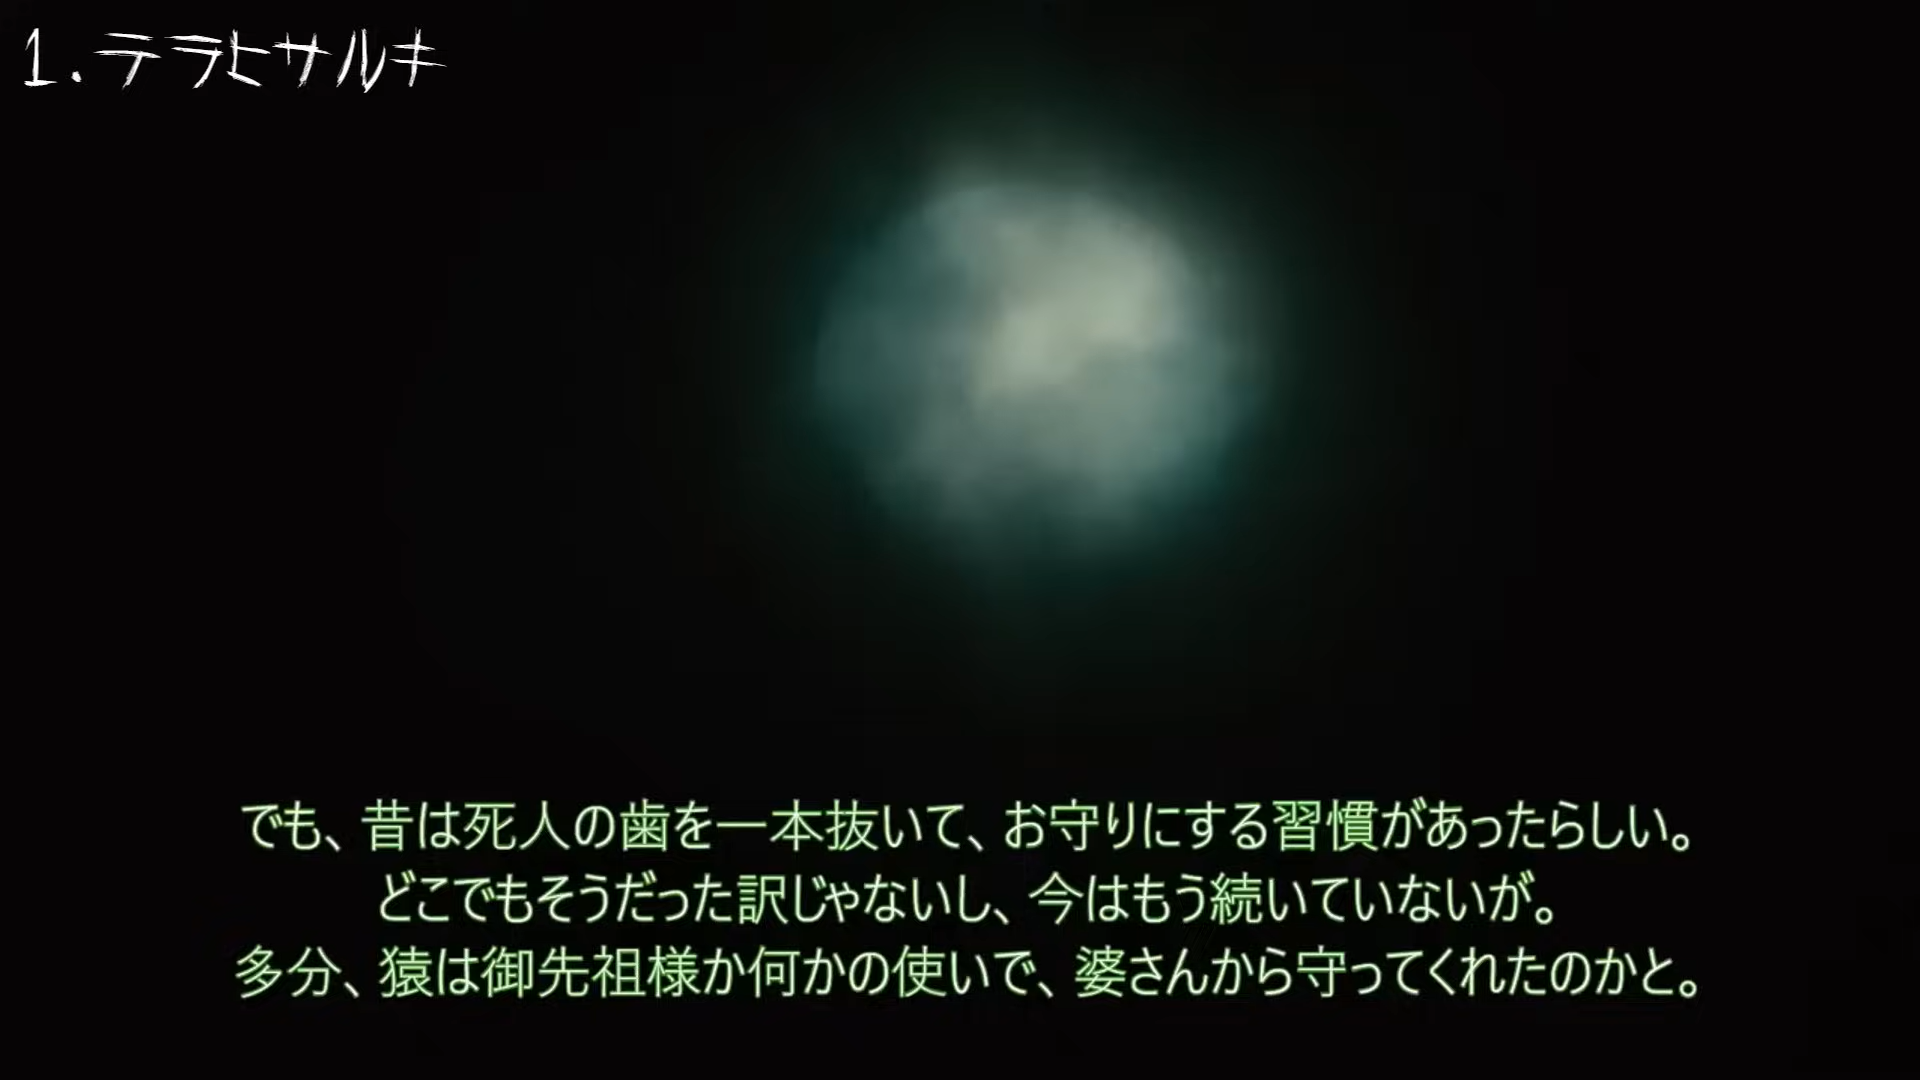 1.テラヒサルキ
でも、昔は死人の歯を一本抜いて、お守りにする習慣があったらしい。
どこでもそうだった訳じゃないし、今はもう続いていないが。
多分、猿は御先祖様か何かの使いで、婆さんから守ってくれたのかと。